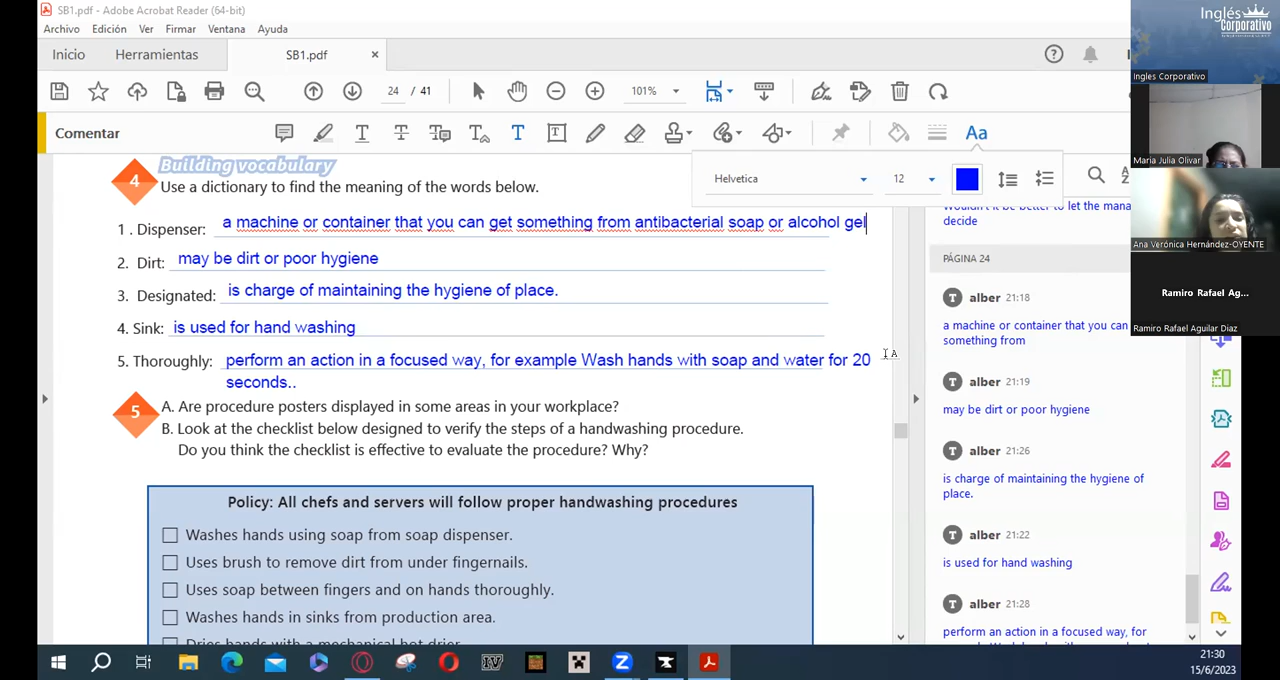 SB1.pdf - Adobe Acrobat Reader (64-bit)
Archivo Edición Ver Firmar Ventana Ayuda
Inicio Herramientas SB1.pdf ×
24 / 41 101%
Comentar
Helvetica 12
Building vocabulary
4 Use a dictionary to find the meaning of the words below.
1 . Dispenser: a machine or container that you can get something from antibacterial soap or alcohol gel
2. Dirt: may be dirt or poor hygiene
3. Designated: is charge of maintaining the hygiene of place.
4. Sink: is used for hand washing
5. Thoroughly: perform an action in a focused way, for example Wash hands with soap and water for 20
seconds..
5 A. Are procedure posters displayed in some areas in your workplace?
B. Look at the checklist below designed to verify the steps of a handwashing procedure.
Do you think the checklist is effective to evaluate the procedure? Why?
Policy: All chefs and servers will follow proper handwashing procedures
Washes hands using soap from soap dispenser.
Uses brush to remove dirt from under fingernails.
Uses soap between fingers and on hands thoroughly.
Washes hands in sinks from production area.
Dries hands with a mechanical hot drier.
Wouldn't it be better to let the mana
decide
PÁGINA 24
T alber 21:18
a machine or container that you can
something from
T alber 21:19
may be dirt or poor hygiene
T alber 21:26
is charge of maintaining the hygiene of
place.
T alber 21:22
is used for hand washing
T alber 21:28
perform an action in a focused way, for
Inglés
Corporativo
Ingles Corporativo
Maria Julia Olivar
Ana Verónica Hernández-OYENTE
Ramiro Rafael Ag...
Ramiro Rafael Aguilar Diaz
21:30
15/6/2023